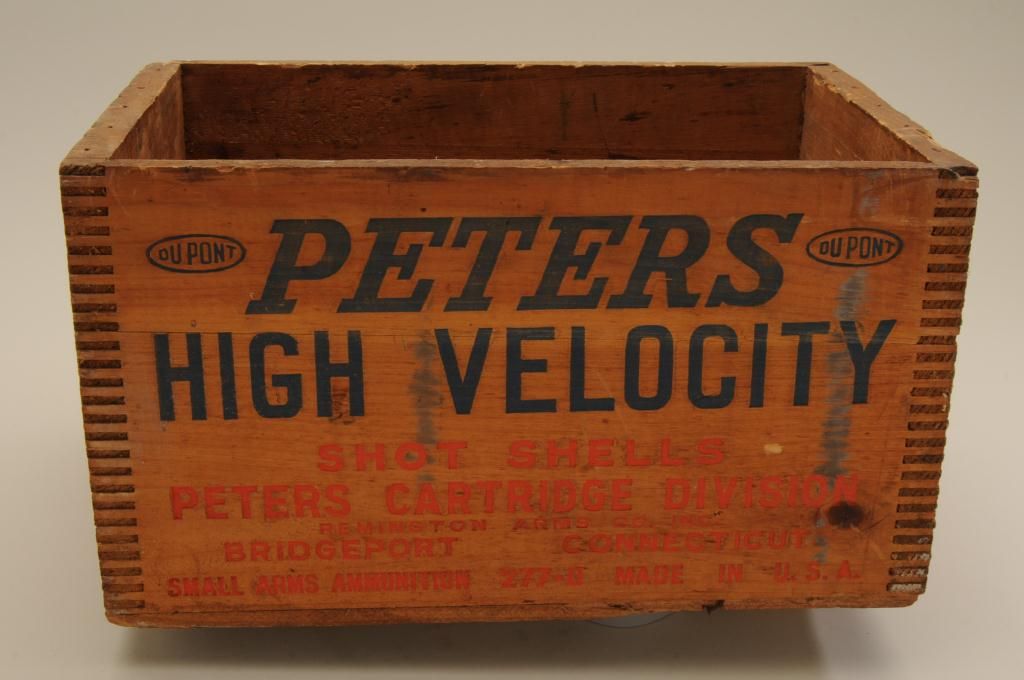 DU PONT PETERS DU PONT
HIGH VELOCITY
SHOT SHELLS
PETERS CARTRIDGE DIVISION
REMINGTON ARMS CO. INC.
BRIDGEPORT CONNECTICUT
SMALL ARMS AMMUNITION 277-D MADE IN U.S.A.